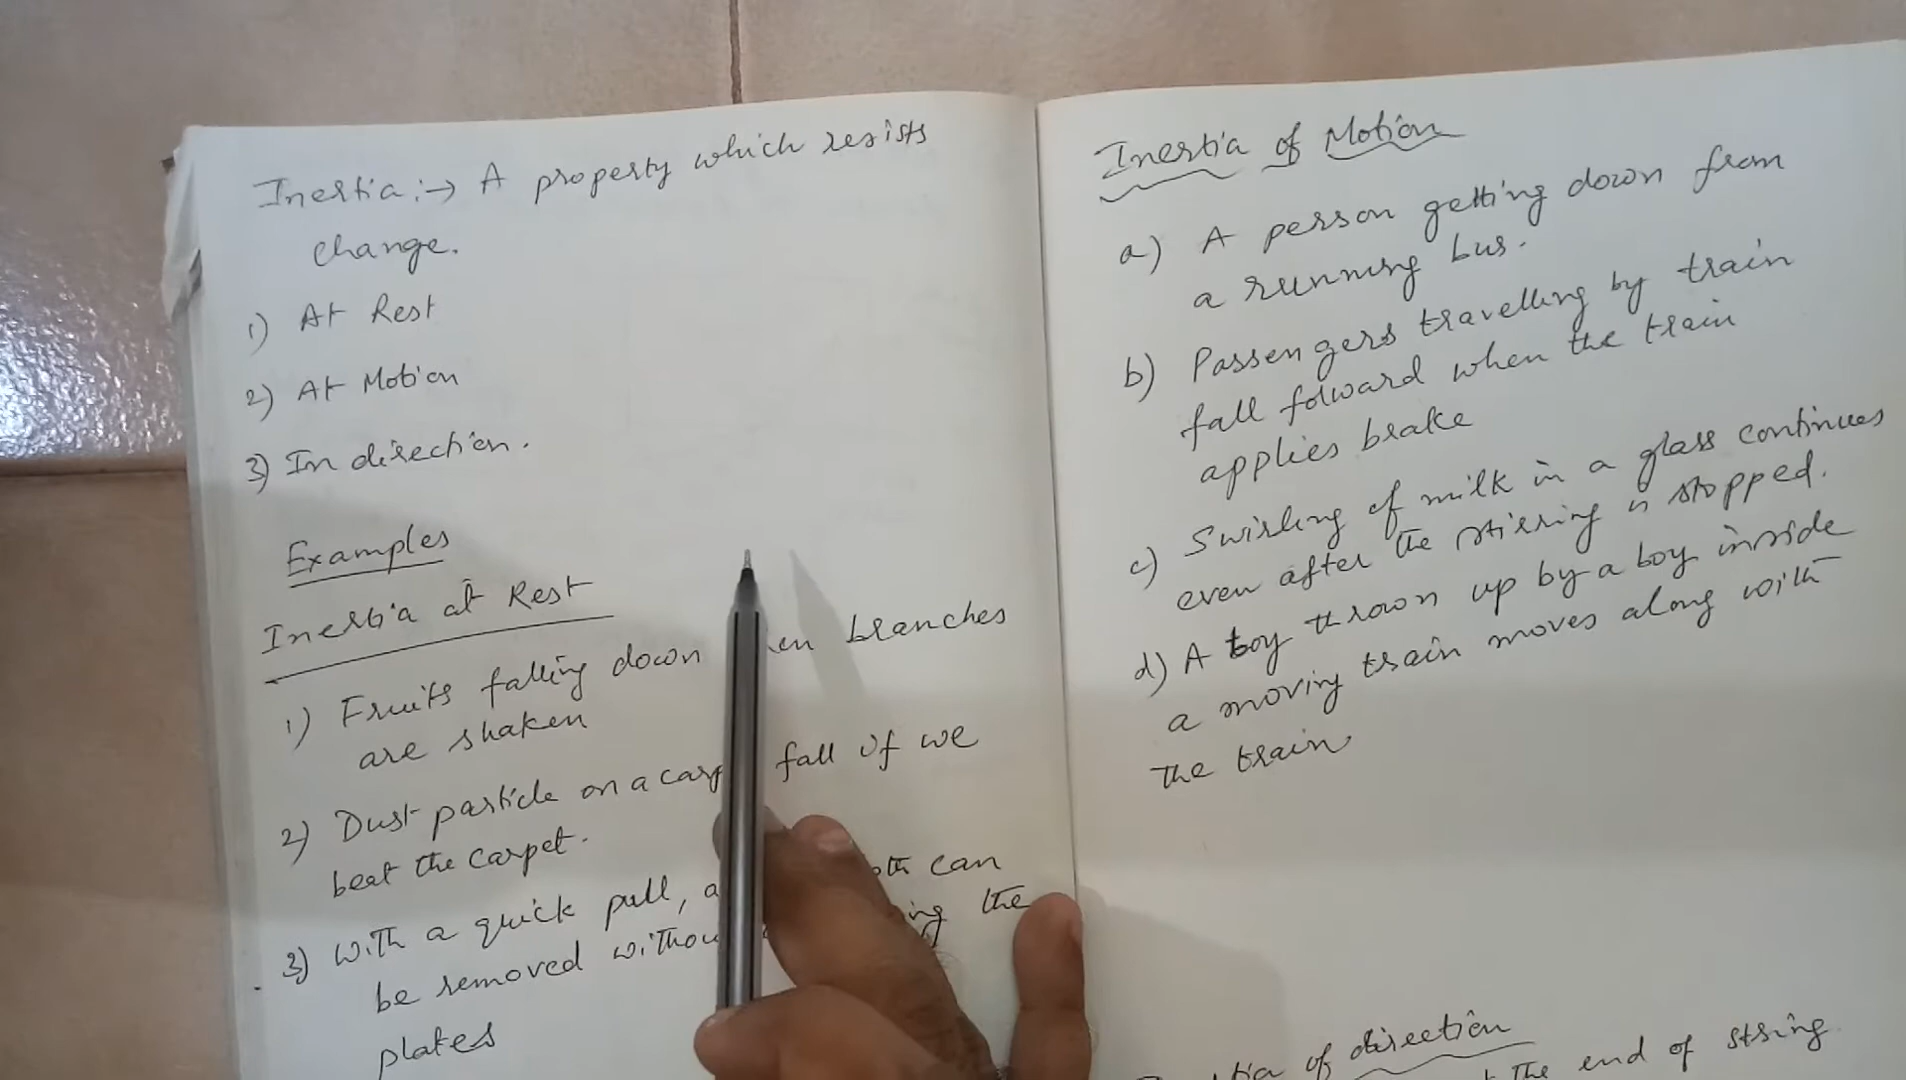 Inertia :→ A property which resists
change.
1) At Rest
2) At Motion
3) In direction.
Examples
Inertia at Rest
1) Fruits falling down branches
are shaken
2) Dust particle on a fall if we
beat the carpet.
3) With a quick pull, can
be removed the
plates
Inertia of Motion
a) A person getting down from
a running bus.
b) Passengers travelling by train
fall forward when the train
applies brake
c) Swirling of milk in a glass continues
even after the stirring is stopped.
d) A toy thrown up by a boy inside
a moving train moves along with
the train
of direction
the end of string